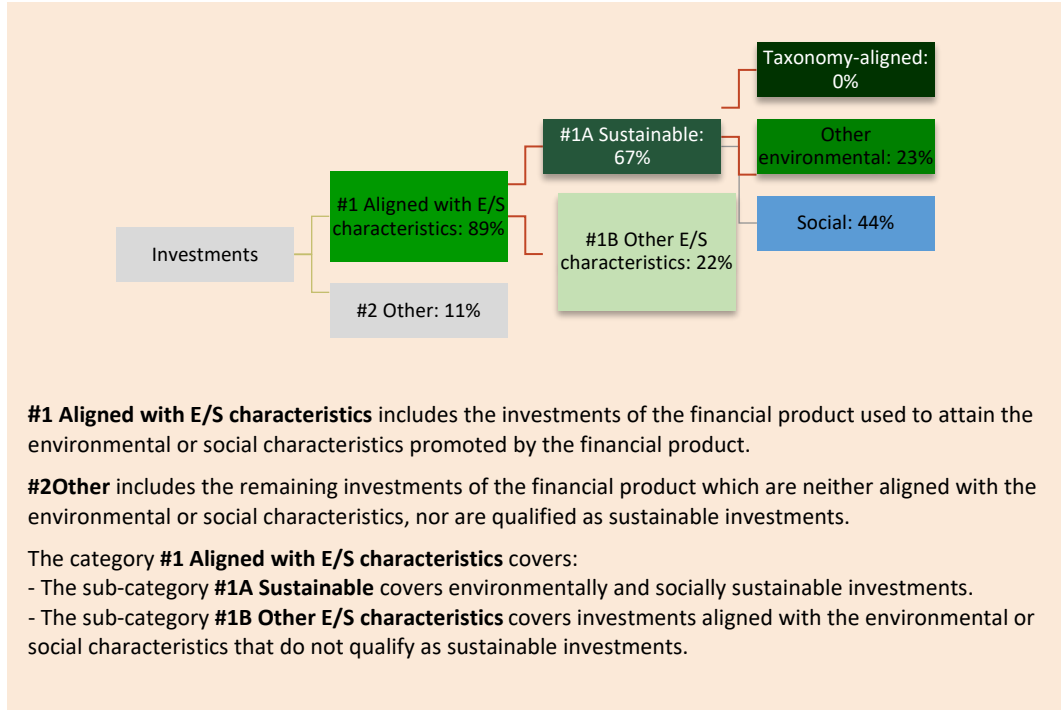 Taxonomy-aligned:
0%
#1A Sustainable:
67%
Other
environmental: 23%
#1 Aligned with E/S
characteristics: 89%
Social: 44%
#1B Other E/S
characteristics: 22%
Investments
#2 Other: 11%
#1 Aligned with E/S characteristics includes the investments of the financial product used to attain the
environmental or social characteristics promoted by the financial product.
#2Other includes the remaining investments of the financial product which are neither aligned with the
environmental or social characteristics, nor are qualified as sustainable investments.
The category #1 Aligned with E/S characteristics covers:
- The sub-category #1A Sustainable covers environmentally and socially sustainable investments.
- The sub-category #1B Other E/S characteristics covers investments aligned with the environmental or
social characteristics that do not qualify as sustainable investments.